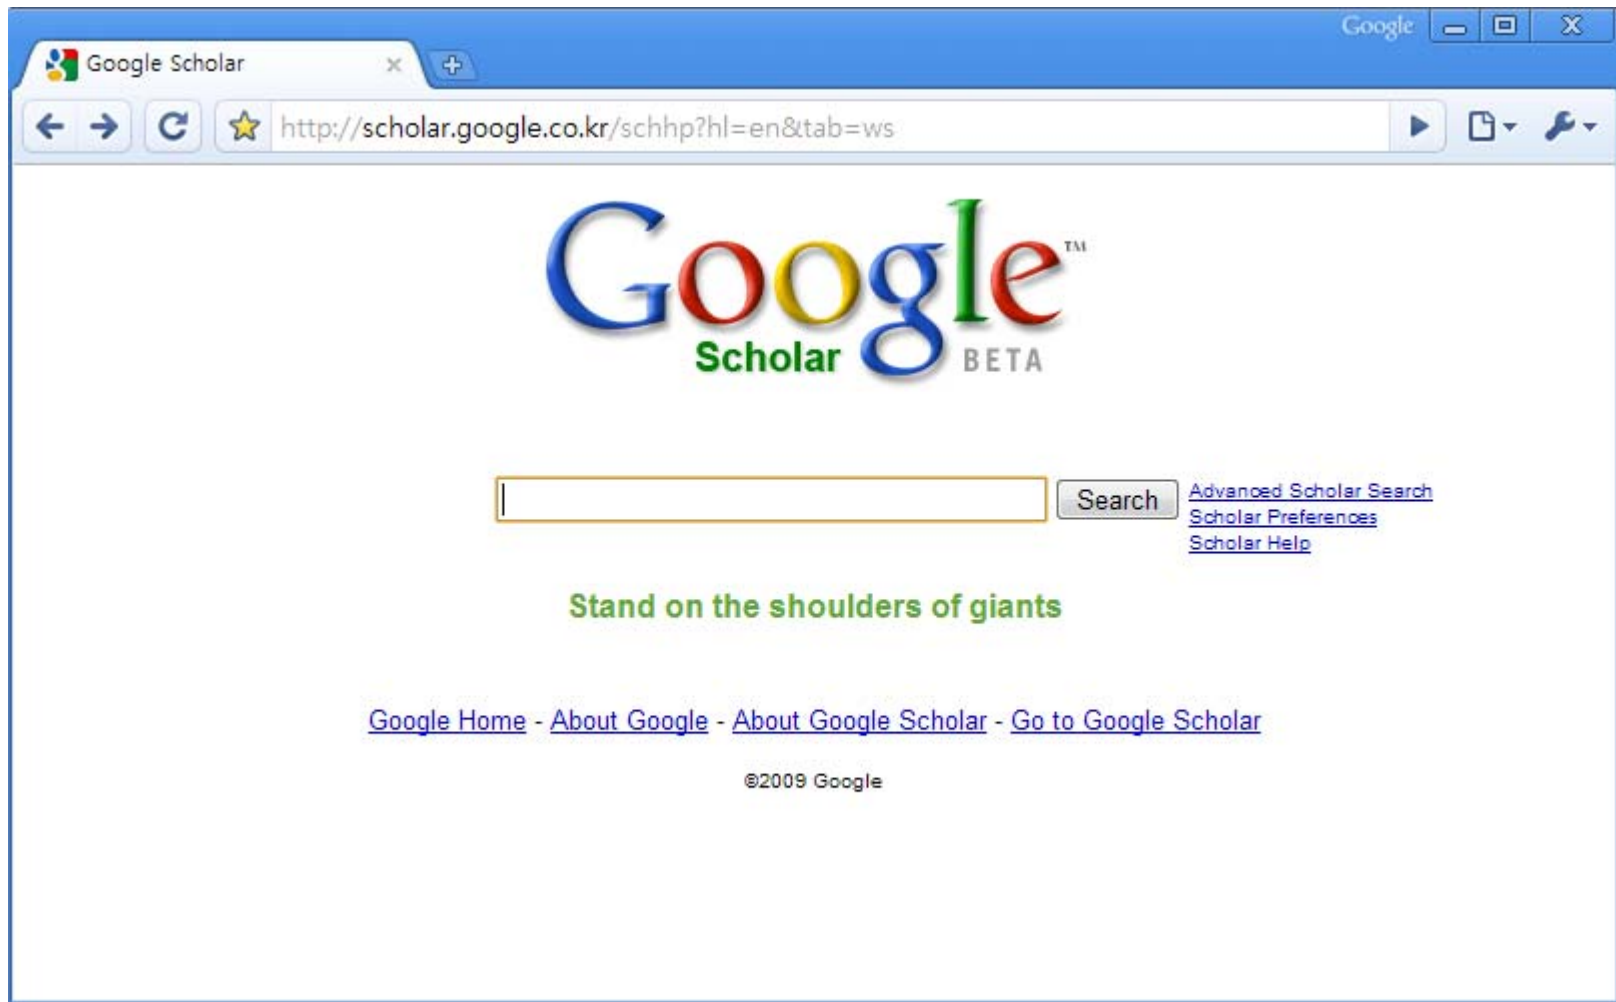 Google
Google Scholar
http://scholar.google.co.kr/schhp?hl=en&tab=ws
Google™
Scholar BETA
Search
Advanced Scholar Search
Scholar Preferences
Scholar Help
Stand on the shoulders of giants
Google Home - About Google - About Google Scholar - Go to Google Scholar
©2009 Google